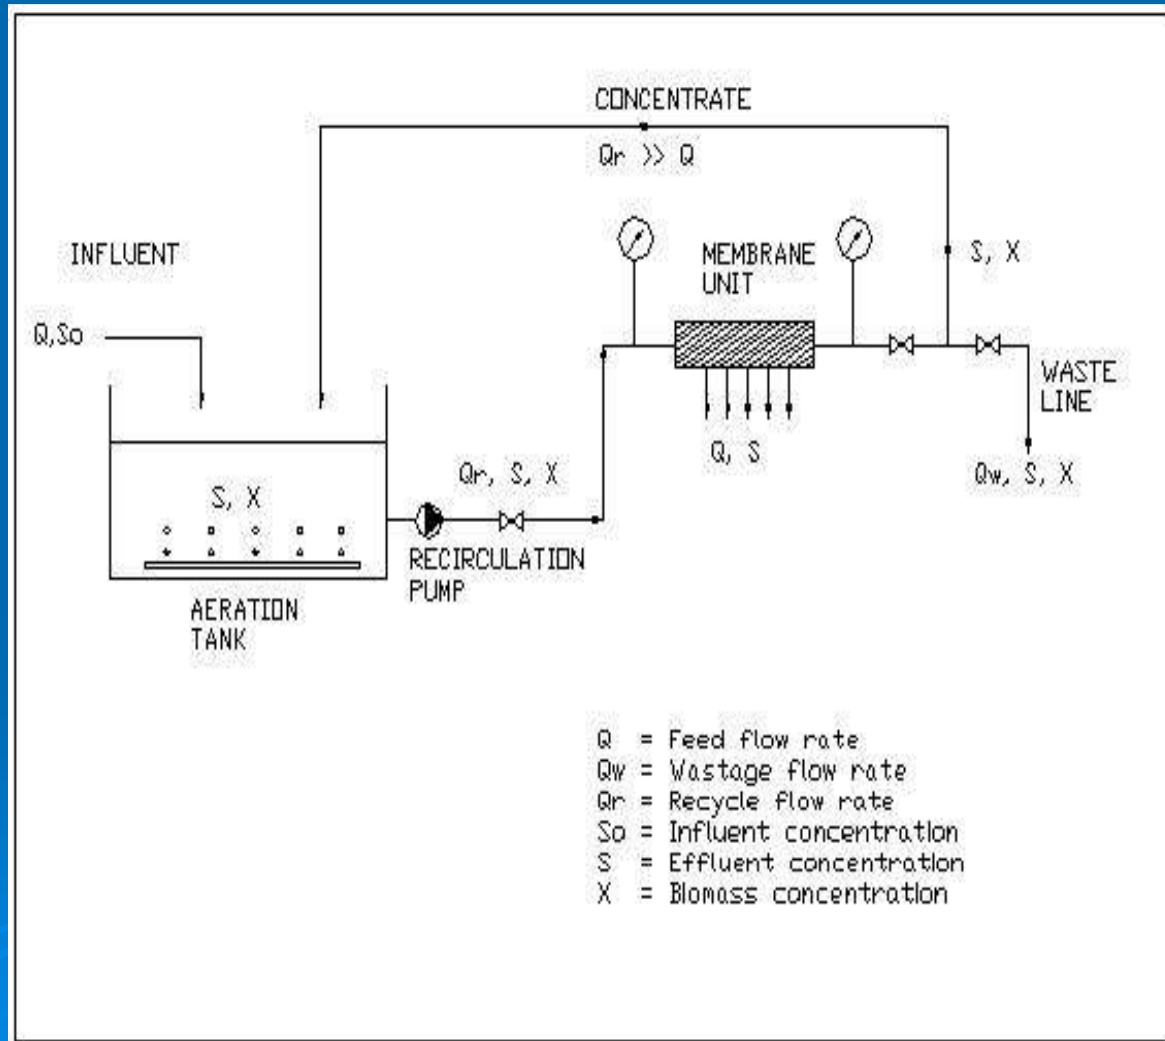 CONCENTRATE
Qr >> Q
INFLUENT
Q,So
MEMBRANE
UNIT
S, X
WASTE
LINE
Q, S
Qw, S, X
Qr, S, X
S, X
RECIRCULATION
PUMP
AERATION
TANK
Q = Feed flow rate
Qw = Wastage flow rate
Qr = Recycle flow rate
So = Influent concentration
S = Effluent concentration
X = Biomass concentration